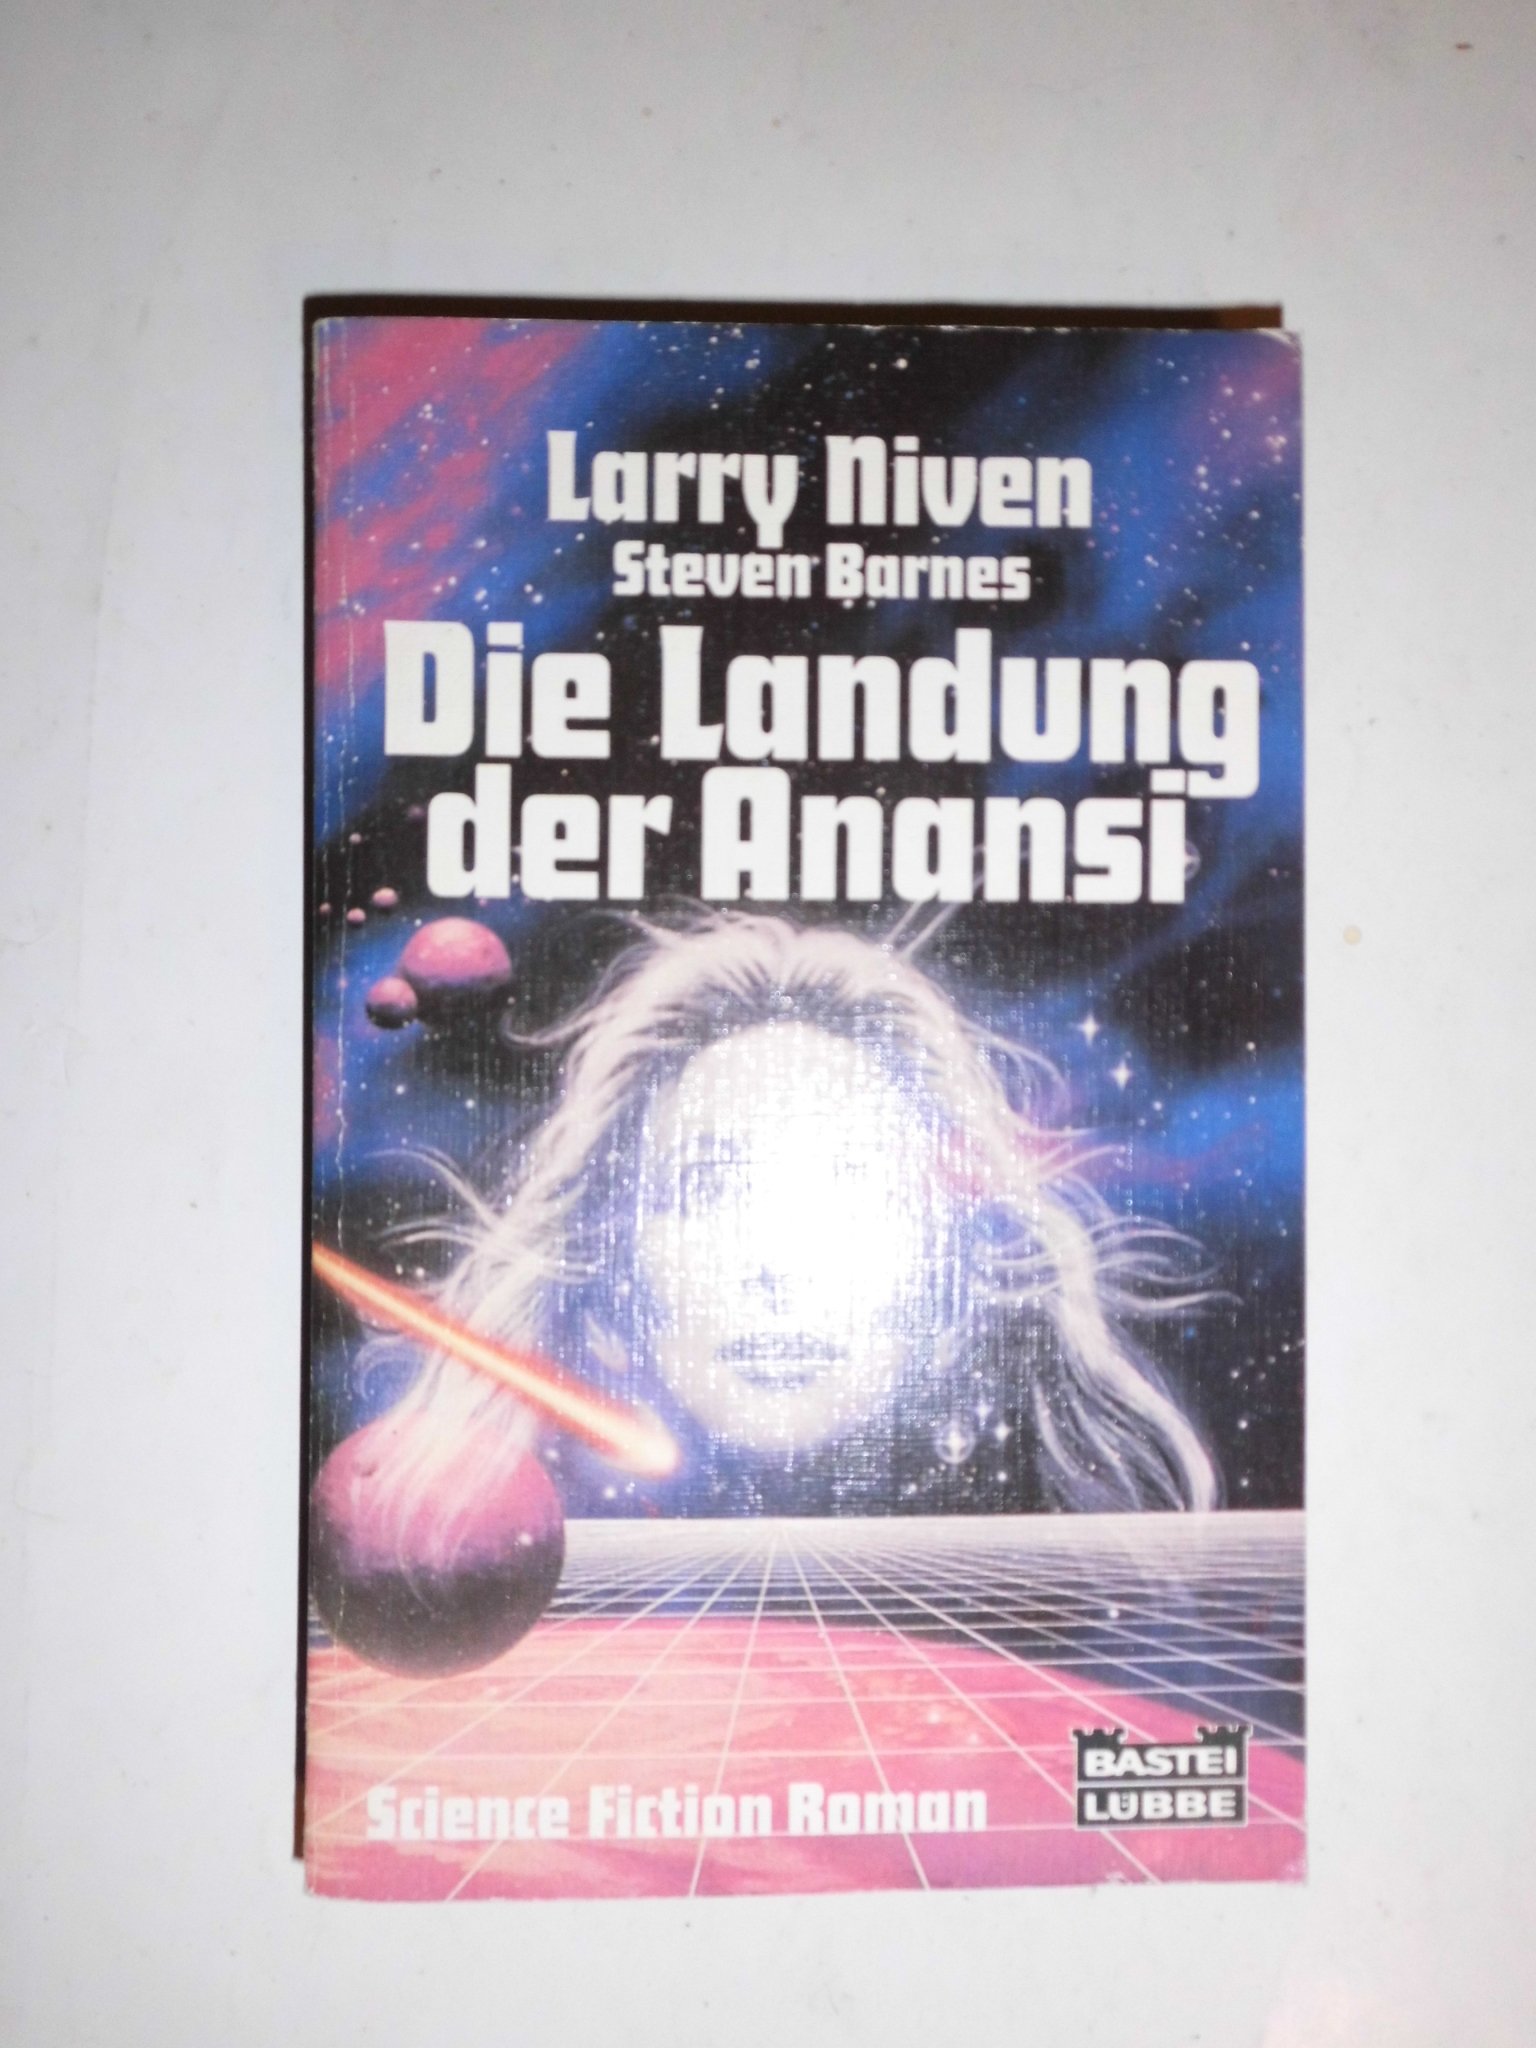 Larry Niven
Steven Barnes
Die Landung
der Anansi
Science Fiction Roman
BASTEI
LÜBBE